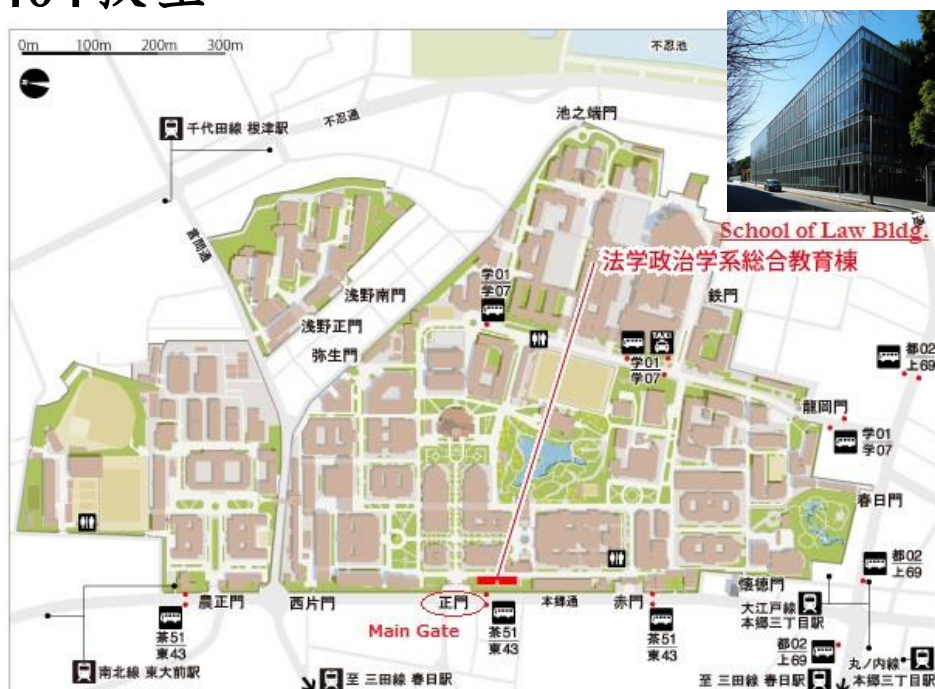 0m 100m 200m 300m
不忍池
千代田線 根津駅
不忍通
池之端門
言問通
通
School of Law Bldg.
法学政治学系総合教育棟
学01
学07
浅野南門
浅野正門
弥生門
鉄門
TAXI
学01
学07
都02
上69
龍岡門
学01
学07
春日門
都02
上69
懐徳門
大江戸線
本郷三丁目駅
農正門
西片門
正門
本郷通
赤門
Main Gate
茶51
東43
茶51
東43
茶51
東43
都02
上69
丸ノ内線
本郷三丁目駅
南北線 東大前駅
至 三田線 春日駅
至 三田線 春日駅